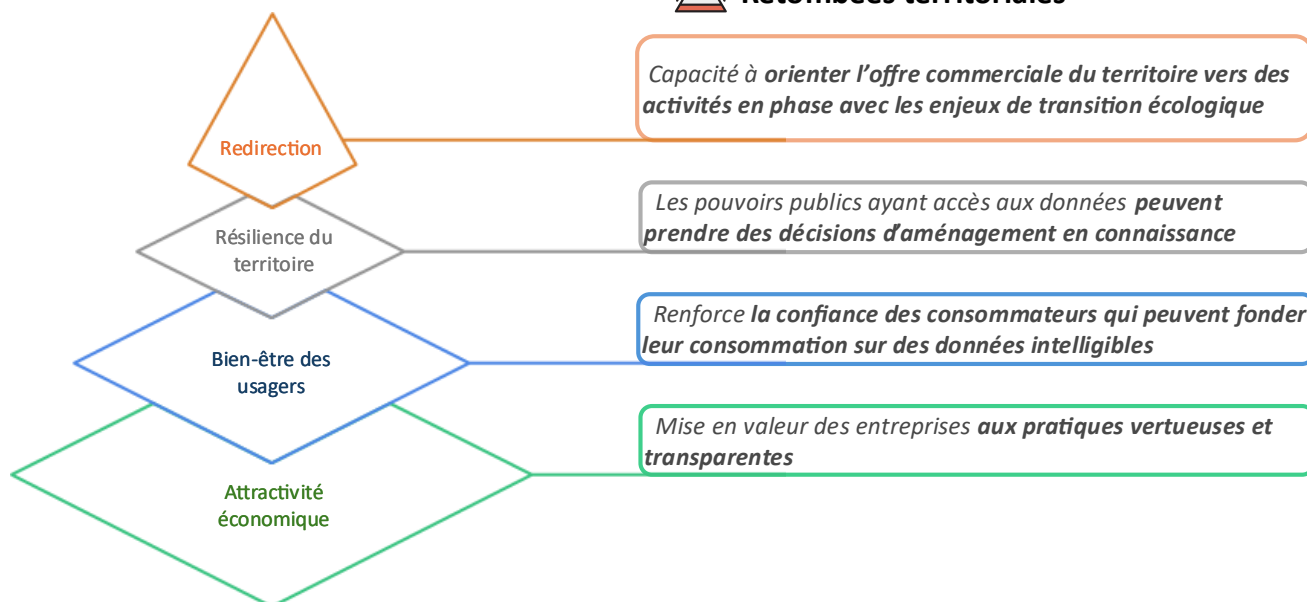 Retombées territoriales
Capacité à orienter l’offre commerciale du territoire vers des
activités en phase avec les enjeux de transition écologique
Redirection
Les pouvoirs publics ayant accès aux données peuvent
prendre des décisions d’aménagement en connaissance
Résilience du
territoire
Renforce la confiance des consommateurs qui peuvent fonder
leur consommation sur des données intelligibles
Bien-être des
usagers
Mise en valeur des entreprises aux pratiques vertueuses et
transparentes
Attractivité
économique